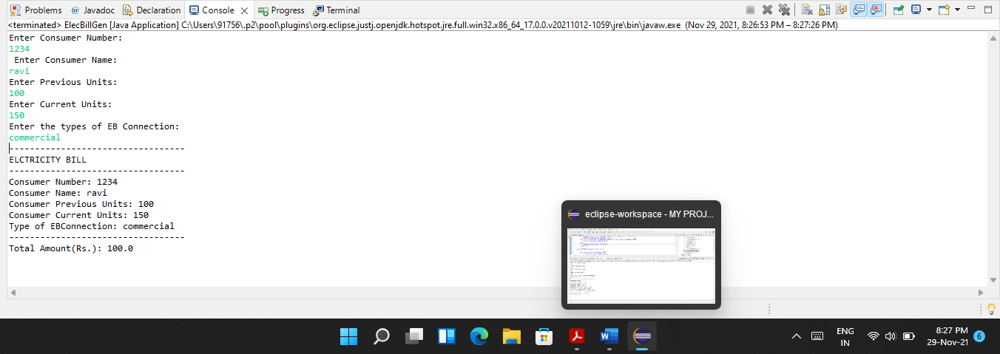 Problems @ Javadoc Declaration Console Progress Terminal
<terminated> ElecBillGen [Java Application] C:\Users\91756\.p2\pool\plugins\org.eclipse.justj.openjdk.hotspot.jre.full.win32.x86_64_17.0.0.v20211012-1059\jre\bin\javaw.exe (Nov 29, 2021, 8:26:53 PM – 8:27:26 PM)
Enter Consumer Number:
1234
Enter Consumer Name:
ravi
Enter Previous Units:
100
Enter Current Units:
150
Enter the types of EB Connection:
commercial
----------------------------------
ELCTRICITY BILL
----------------------------------
Consumer Number: 1234
Consumer Name: ravi
Consumer Previous Units: 100
Consumer Current Units: 150
Type of EBConnection: commercial
----------------------------------
Total Amount(Rs.): 100.0
eclipse-workspace - MY PROJ...
ENG
IN
8:27 PM
29-Nov-21
6